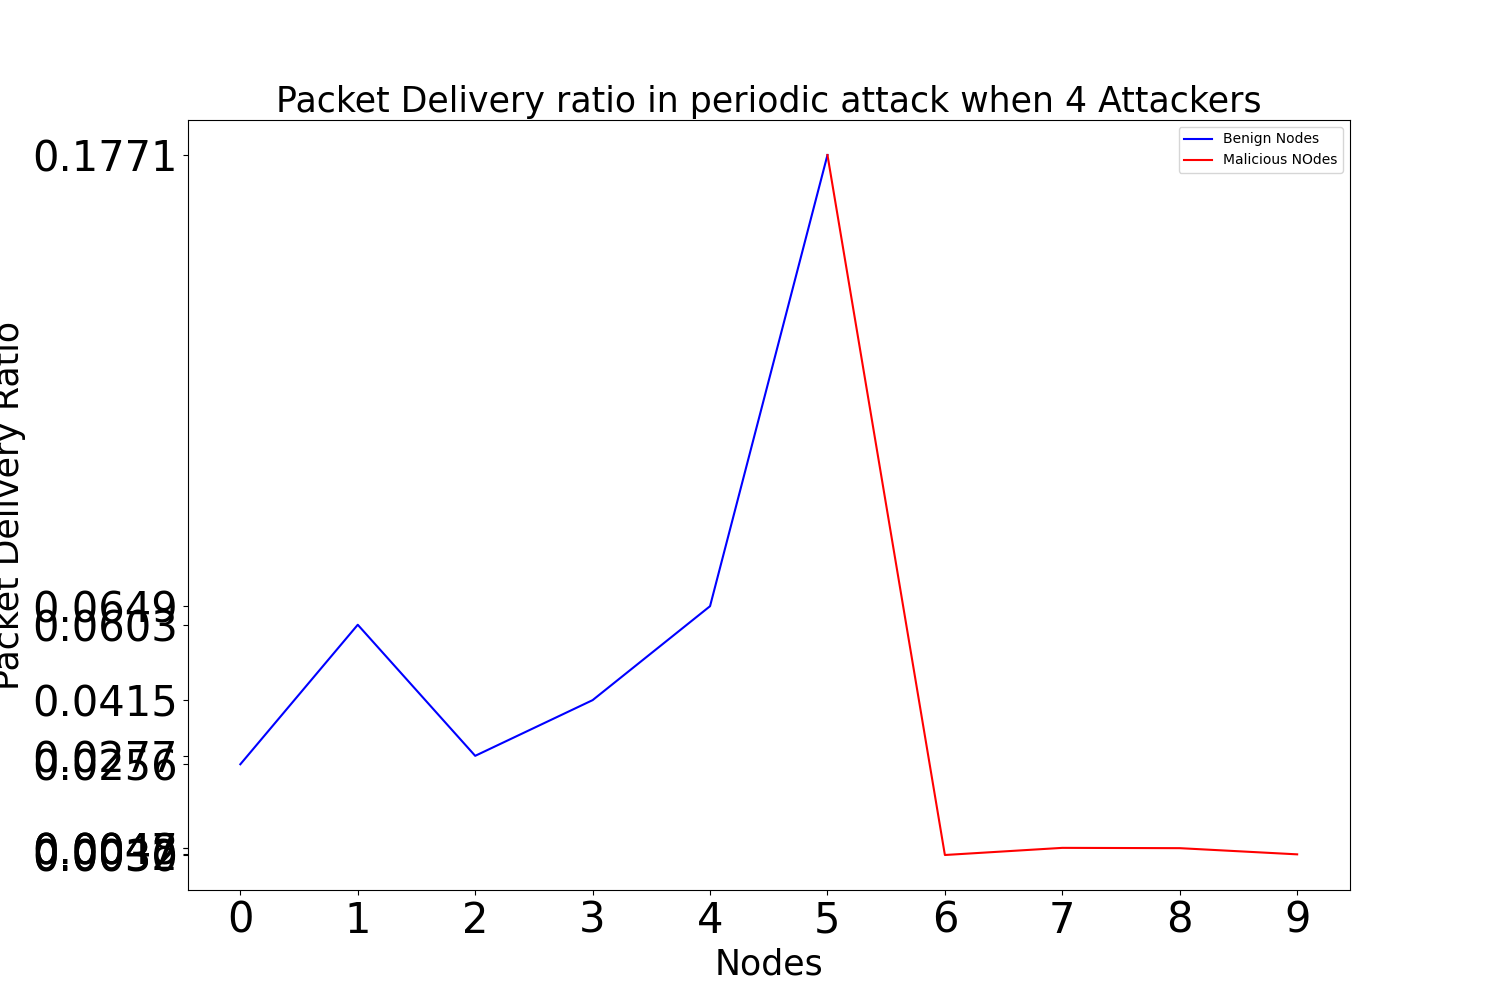 Packet Delivery ratio in periodic attack when 4 Attackers
Benign Nodes
Malicious NOdes
Packet Delivery Ratio
0.1771
0.0649
0.0603
0.0415
0.0277
0.0256
0 1 2 3 4 5 6 7 8 9
Nodes